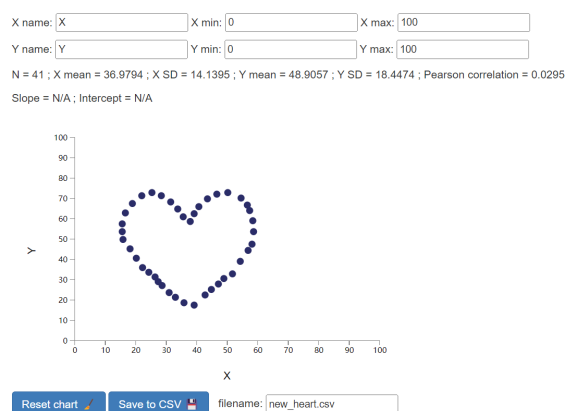 X name: X X min: 0 X max: 100
Y name: Y Y min: 0 Y max: 100
N = 41 ; X mean = 36.9794 ; X SD = 14.1395 ; Y mean = 48.9057 ; Y SD = 18.4474 ; Pearson correlation = 0.0295
Slope = N/A ; Intercept = N/A
100
90
80
70
60
50
40
30
20
10
0
Y
0 10 20 30 40 50 60 70 80 90 100
X
Reset chart 🧹 Save to CSV 💾 filename: new_heart.csv